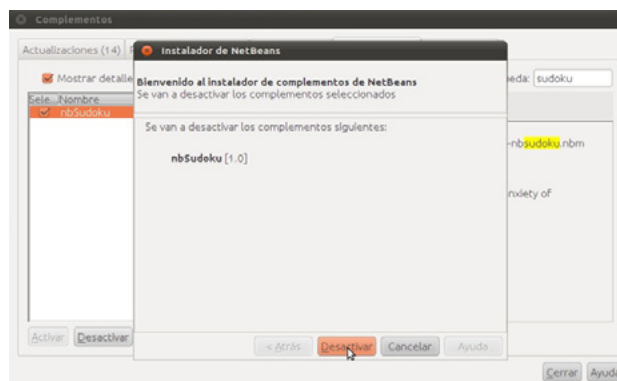 Complementos
Actualizaciones (14)
Instalador de NetBeans
Mostrar detalle
Bienvenido al instalador de complementos de NetBeans
eda: sudoku
Se van a desactivar los complementos seleccionados
Sele... Nombre
nbSudoku
Se van a desactivar los complementos siguientes:
-nbsudoku.nbm
nbSudoku [1.0]
nxiety of
Activar Desactivar
< Atrás Desactivar Cancelar Ayuda
Cerrar Ayuda